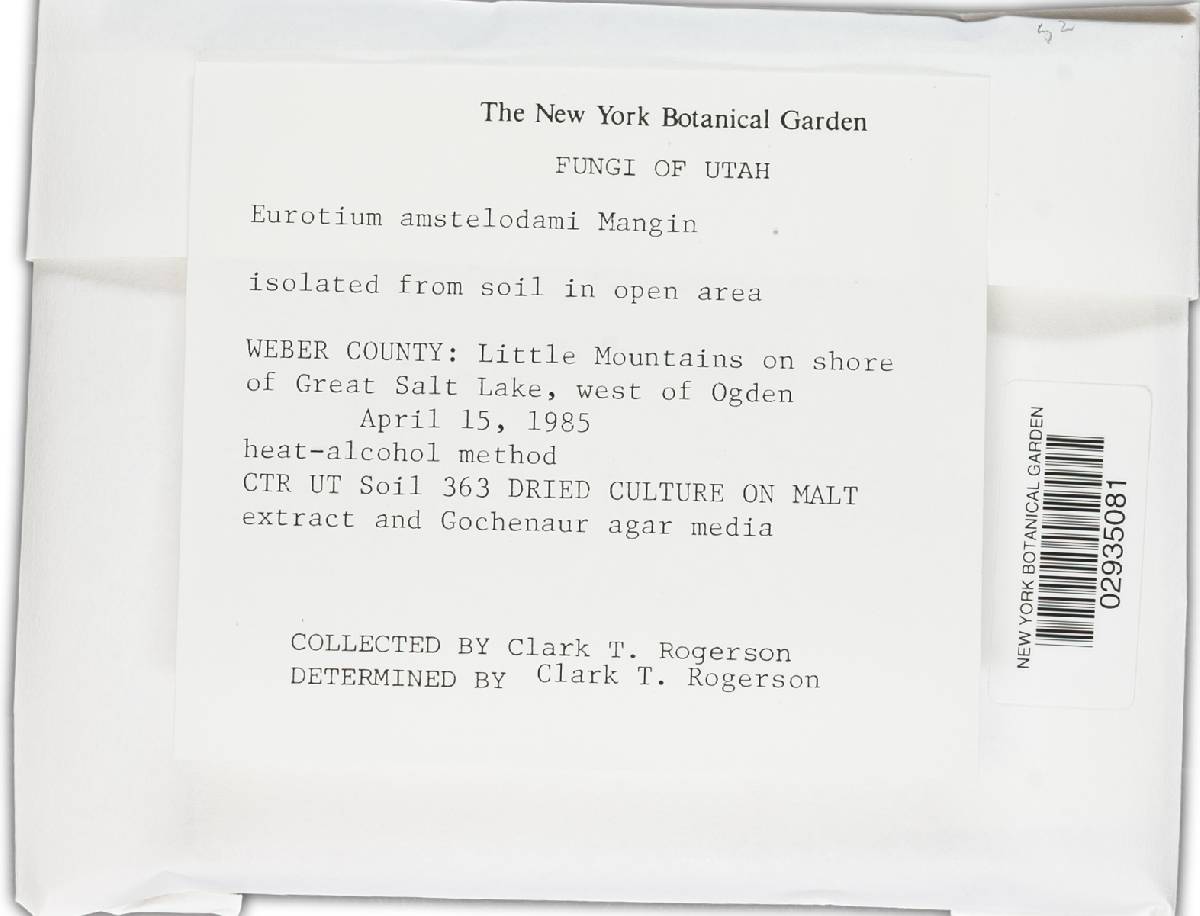 The New York Botanical Garden
FUNGI OF UTAH
Eurotium amstelodami Mangin
isolated from soil in open area
WEBER COUNTY: Little Mountains on shore
of Great Salt Lake, west of Ogden
April 15, 1985
heat-alcohol method
CTR UT Soil 363 DRIED CULTURE ON MALT
extract and Gochenaur agar media
COLLECTED BY Clark T. Rogerson
DETERMINED BY Clark T. Rogerson
NEW YORK BOTANICAL GARDEN
02935081